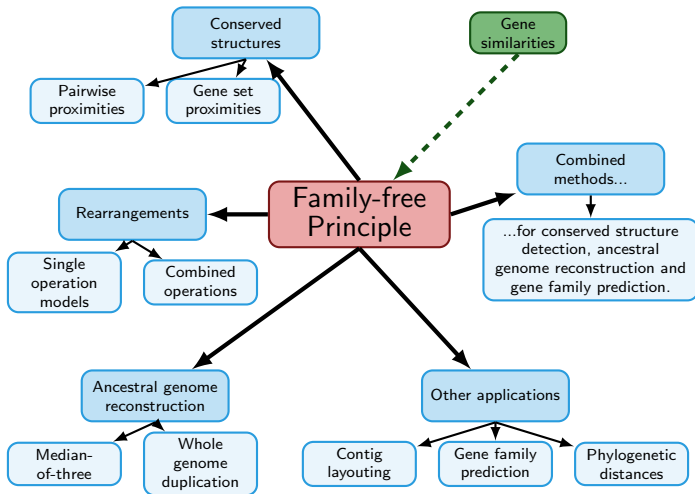 Conserved
structures
Gene
similarities
Pairwise
proximities
Gene set
proximities
Combined
methods...
Family-free
Principle
Rearrangements
...for conserved structure
detection, ancestral
genome reconstruction and
gene family prediction.
Single
operation
models
Combined
operations
Ancestral genome
reconstruction
Other applications
Median-
of-three
Whole
genome
duplication
Contig
layouting
Gene family
prediction
Phylogenetic
distances